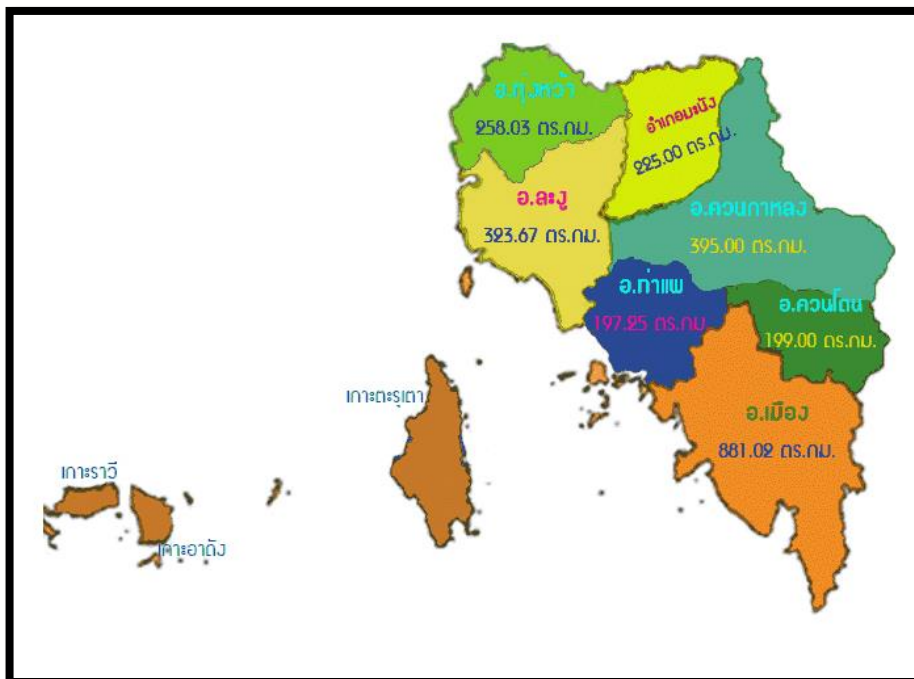 อ.ทุ่งหว้า
258.03 ตร.กม.
อำเภอมะนัง
225.00 ตร.กม.
อ.ละงู
323.67 ตร.กม.
อ.ควนกาหลง
395.00 ตร.กม.
อ.ท่าแพ
197.25 ตร.กม
อ.ควนโดน
199.00 ตร.กม.
อ.เมือง
881.02 ตร.กม.
เกาะตะรุเตา
เกาะราวี
เกาะอาดัง